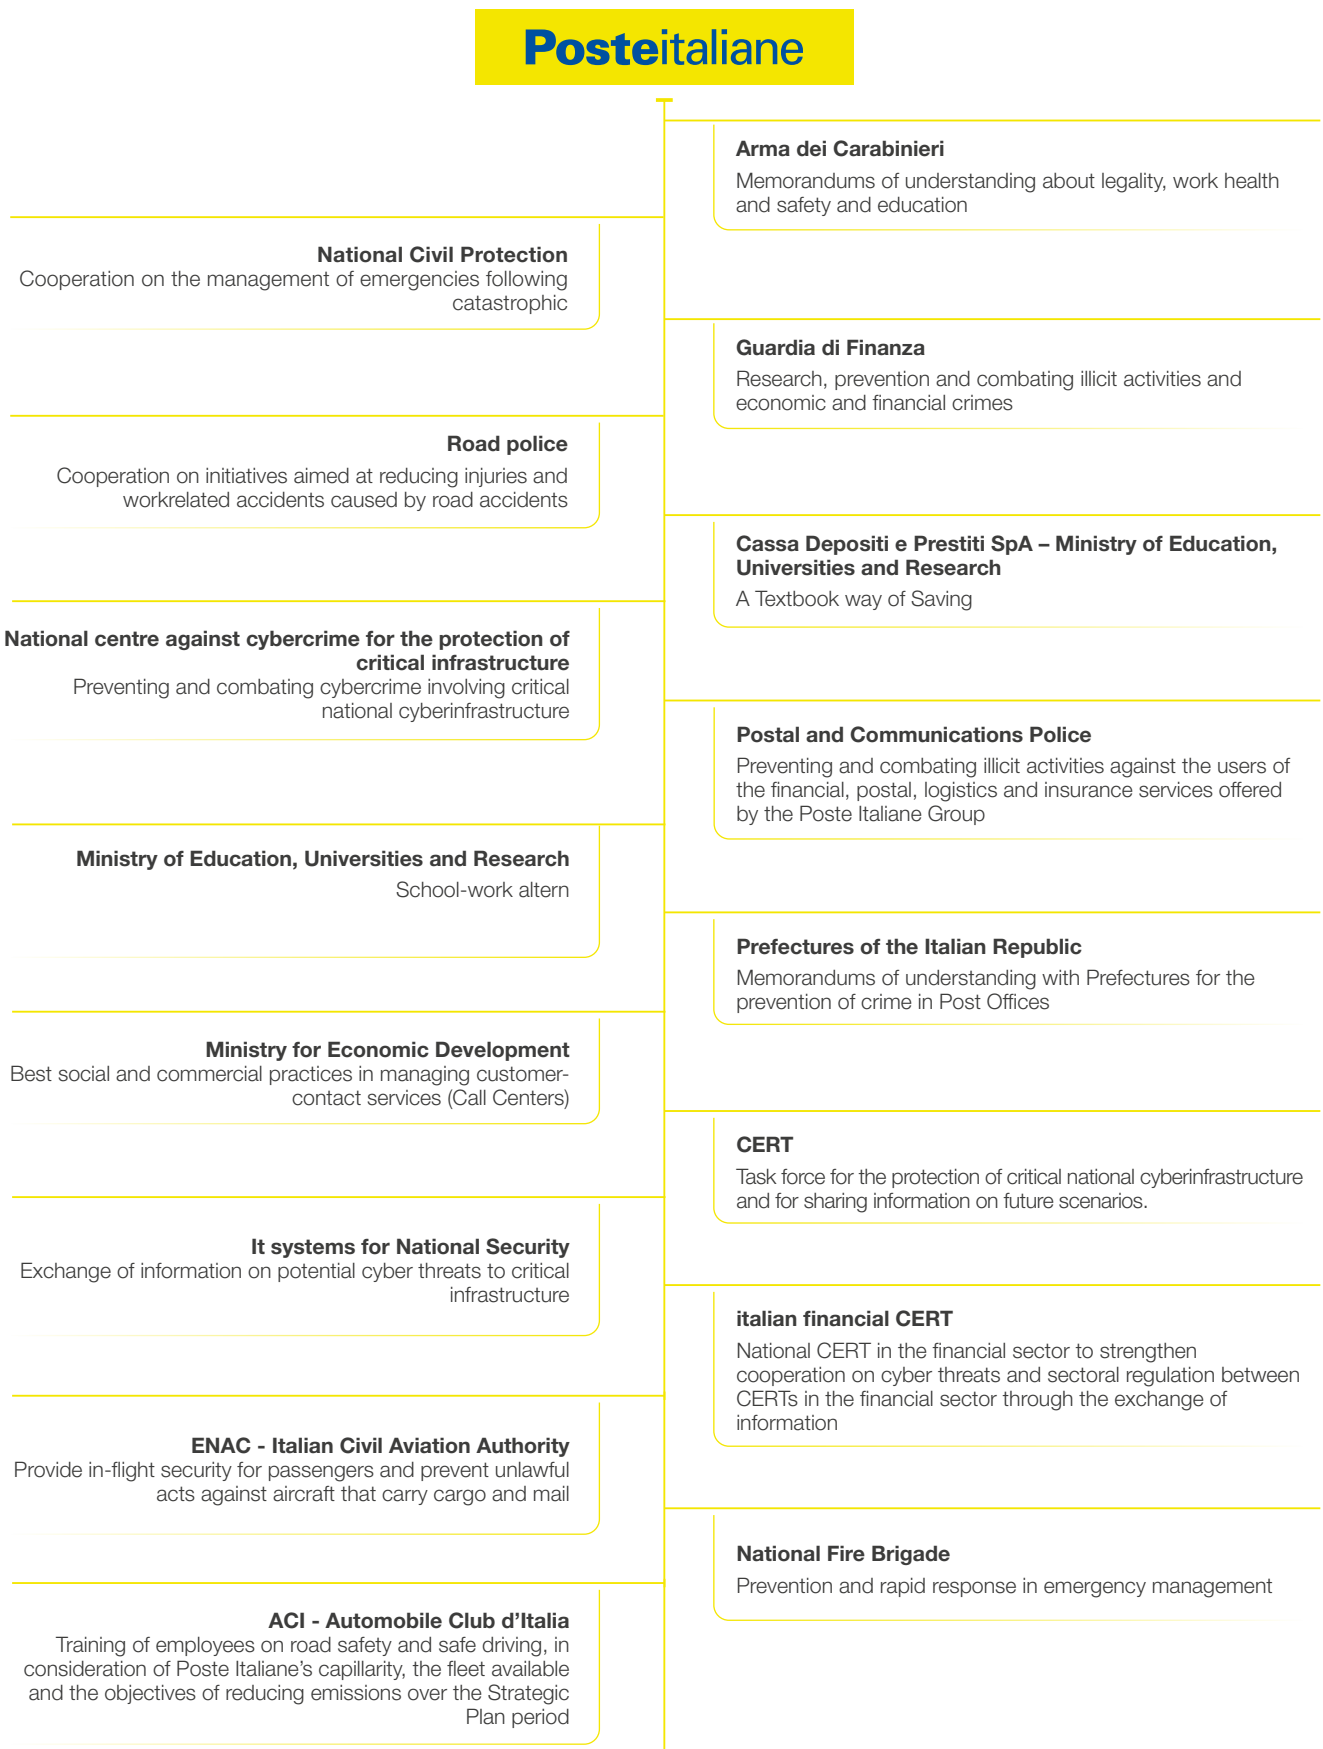 Posteitaliane
Arma dei Carabinieri
Memorandums of understanding about legality, work health
and safety and education
National Civil Protection
Cooperation on the management of emergencies following
catastrophic
Guardia di Finanza
Research, prevention and combating illicit activities and
economic and financial crimes
Road police
Cooperation on initiatives aimed at reducing injuries and
workrelated accidents caused by road accidents
Cassa Depositi e Prestiti SpA – Ministry of Education,
Universities and Research
A Textbook way of Saving
National centre against cybercrime for the protection of
critical infrastructure
Preventing and combating cybercrime involving critical
national cyberinfrastructure
Postal and Communications Police
Preventing and combating illicit activities against the users of
the financial, postal, logistics and insurance services offered
by the Poste Italiane Group
Ministry of Education, Universities and Research
School-work altern
Prefectures of the Italian Republic
Memorandums of understanding with Prefectures for the
prevention of crime in Post Offices
Ministry for Economic Development
Best social and commercial practices in managing customer-
contact services (Call Centers)
CERT
Task force for the protection of critical national cyberinfrastructure
and for sharing information on future scenarios.
It systems for National Security
Exchange of information on potential cyber threats to critical
infrastructure
italian financial CERT
National CERT in the financial sector to strengthen
cooperation on cyber threats and sectoral regulation between
CERTs in the financial sector through the exchange of
information
ENAC - Italian Civil Aviation Authority
Provide in-flight security for passengers and prevent unlawful
acts against aircraft that carry cargo and mail
National Fire Brigade
Prevention and rapid response in emergency management
ACI - Automobile Club d’Italia
Training of employees on road safety and safe driving, in
consideration of Poste Italiane’s capillarity, the fleet available
and the objectives of reducing emissions over the Strategic
Plan period